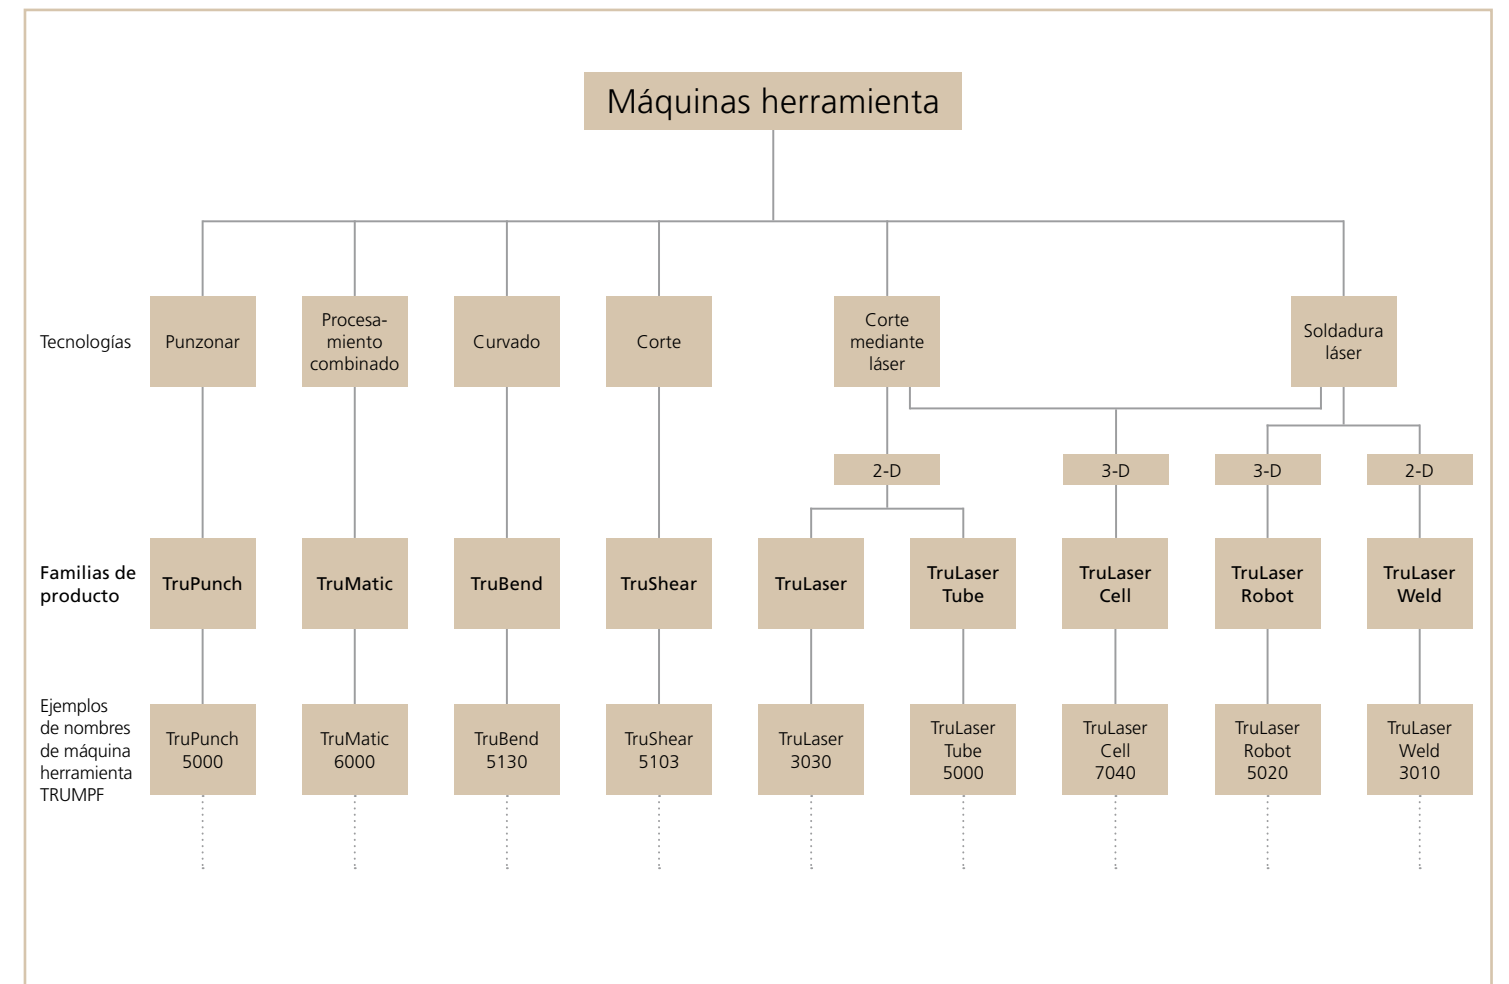 Máquinas herramienta
Tecnologías
Punzonar
Procesa-
miento
combinado
Curvado
Corte
Corte
mediante
láser
Soldadura
láser
2-D
3-D
3-D
2-D
Familias de
producto
TruPunch
TruMatic
TruBend
TruShear
TruLaser
TruLaser
Tube
TruLaser
Cell
TruLaser
Robot
TruLaser
Weld
Ejemplos
de nombres
de máquina
herramienta
TRUMPF
TruPunch
5000
TruMatic
6000
TruBend
5130
TruShear
5103
TruLaser
3030
TruLaser
Tube
5000
TruLaser
Cell
7040
TruLaser
Robot
5020
TruLaser
Weld
3010